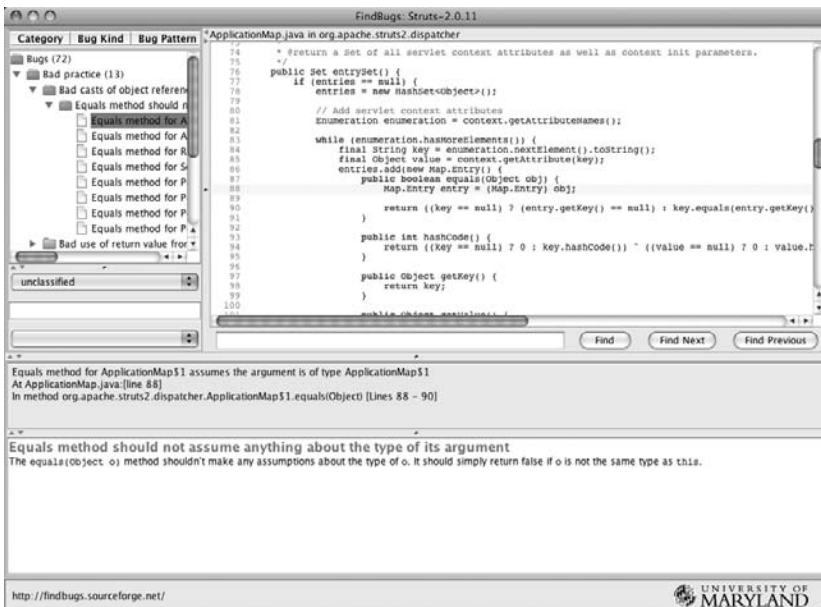 FindBugs: Struts-2.0.11
Category Bug Kind Bug Pattern
Bugs (72)
Bad practice (13)
Bad casts of object referen
Equals method should n
Equals method for A
Equals method for A
Equals method for R
Equals method for S
Equals method for P
Equals method for P
Equals method for P
Equals method for P
Bad use of return value fror
unclassified
ApplicationMap.java in org.apache.struts2.dispatcher
74 * @return a Set of all servlet context attributes as well as context init parameters.
75 */
76 public Set entrySet() {
77 if (entries == null) {
78 entries = new HashSet<Object>();
79
80 // Add servlet context attributes
81 Enumeration enumeration = context.getAttributeNames();
82
83 while (enumeration.hasMoreElements()) {
84 final String key = enumeration.nextElement().toString();
85 final Object value = context.getAttribute(key);
86 entries.add(new Map.Entry() {
87 public boolean equals(Object obj) {
88 Map.Entry entry = (Map.Entry) obj;
89
90 return ((key == null) ? (entry.getKey() == null) : key.equals(entry.getKey()
91 }
92
93 public int hashCode() {
94 return ((key == null) ? 0 : key.hashCode()) ^ ((value == null) ? 0 : value.h
95 }
96
97 public Object getKey() {
98 return key;
99 }
100
Find Find Next Find Previous
Equals method for ApplicationMap$1 assumes the argument is of type ApplicationMap$1
At ApplicationMap.java:[line 88]
In method org.apache.struts2.dispatcher.ApplicationMap$1.equals(Object) [Lines 88 - 90]
Equals method should not assume anything about the type of its argument
The equals(Object o) method shouldn't make any assumptions about the type of o. It should simply return false if o is not the same type as this.
http://findbugs.sourceforge.net/
UNIVERSITY OF
MARYLAND